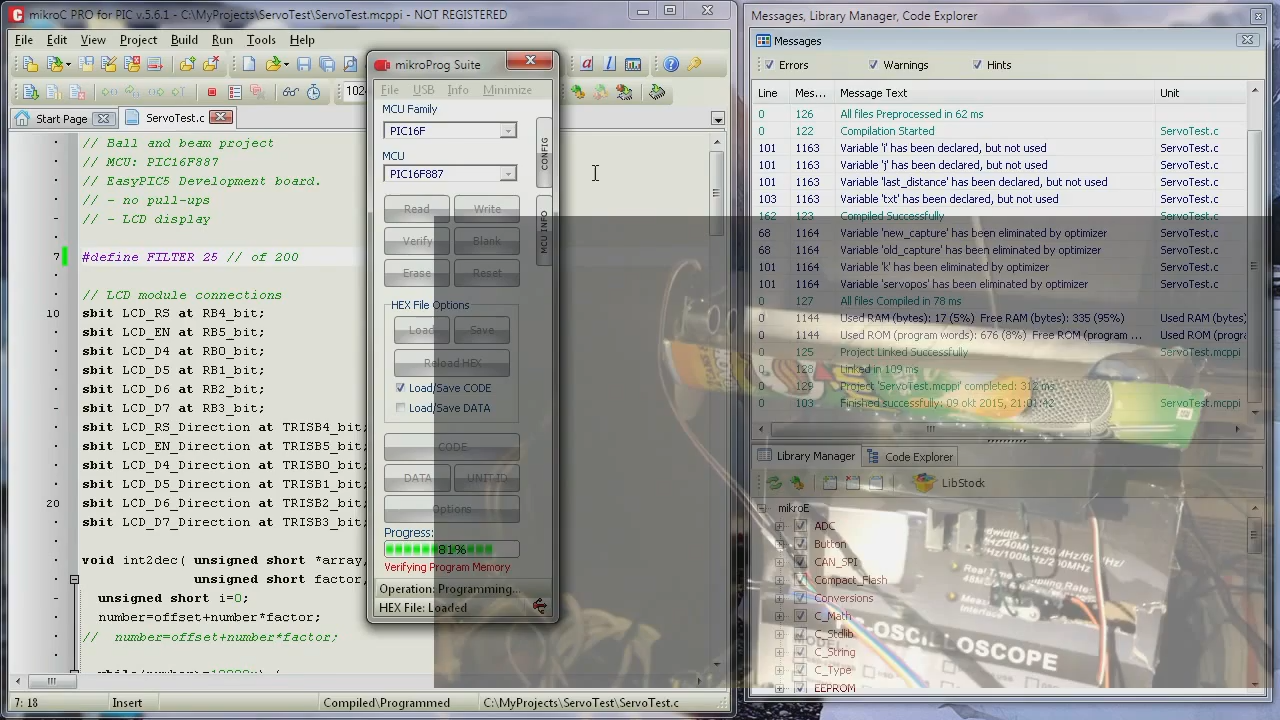 mikroC PRO for PIC v.5.6.1 - C:\MyProjects\ServoTest\ServoTest.mcppi - NOT REGISTERED
File Edit View Project Build Run Tools Help
Start Page
ServoTest.c
// Ball and beam project
// MCU: PIC16F887
// EasyPIC5 Development board.
// - no pull-ups
// - LCD display
7 #define FILTER 25 // of 200
// LCD module connections
10 sbit LCD_RS at RB4_bit;
sbit LCD_EN at RB5_bit;
sbit LCD_D4 at RB0_bit;
sbit LCD_D5 at RB1_bit;
sbit LCD_D6 at RB2_bit;
sbit LCD_D7 at RB3_bit;
sbit LCD_RS_Direction at TRISB4_bit;
sbit LCD_EN_Direction at TRISB5_bit;
sbit LCD_D4_Direction at TRISB0_bit;
sbit LCD_D5_Direction at TRISB1_bit;
20 sbit LCD_D6_Direction at TRISB2_bit;
sbit LCD_D7_Direction at TRISB3_bit;
void int2dec( unsigned short *array,
unsigned short factor,
unsigned short i=0;
number=offset+number*factor;
// number=offset+number*factor;
7: 18 Insert Compiled\Programmed C:\MyProjects\ServoTest\ServoTest.c
mikroProg Suite
File USB Info Minimize
MCU Family
PIC16F
MCU
PIC16F887
CONFIG
MCU INFO
Read Write
Verify Blank
Erase Reset
HEX File Options
Load Save
Reload HEX
Load/Save CODE
Load/Save DATA
CODE
DATA UNIT-ID
Options
Progress:
81%
Verifying Program Memory
Operation: Programming...
HEX File: Loaded
Messages, Library Manager, Code Explorer
Messages
Errors Warnings Hints
Line Mes... Message Text Unit
0 126 All files Preprocessed in 62 ms
0 122 Compilation Started ServoTest.c
101 1163 Variable 'i' has been declared, but not used ServoTest.c
101 1163 Variable 'j' has been declared, but not used ServoTest.c
101 1163 Variable 'last_distance' has been declared, but not used ServoTest.c
103 1163 Variable 'txt' has been declared, but not used ServoTest.c
162 123 Compiled Successfully ServoTest.c
68 1164 Variable 'new_capture' has been eliminated by optimizer ServoTest.c
68 1164 Variable 'old_capture' has been eliminated by optimizer ServoTest.c
101 1164 Variable 'k' has been eliminated by optimizer ServoTest.c
101 1164 Variable 'servopos' has been eliminated by optimizer ServoTest.c
0 127 All files Compiled in 78 ms
0 1144 Used RAM (bytes): 17 (5%) Free RAM (bytes): 335 (95%) Used RAM (bytes)
0 1144 Used ROM (program words): 676 (8%) Free ROM (program ... Used ROM (program
0 125 Project Linked Successfully ServoTest.mcppi
0 128 Linked in 109 ms
0 129 Project 'ServoTest.mcppi' completed: 312 ms
0 103 Finished successfully: 09 okt 2015, 21:01:42 ServoTest.mcppi
Library Manager
Code Explorer
LibStock
mikroE
ADC
Button
CAN_SPI
Compact_Flash
Conversions
C_Math
C_Stdlib
C_String
C_Type
EEPROM
OSCILLOSCOPE